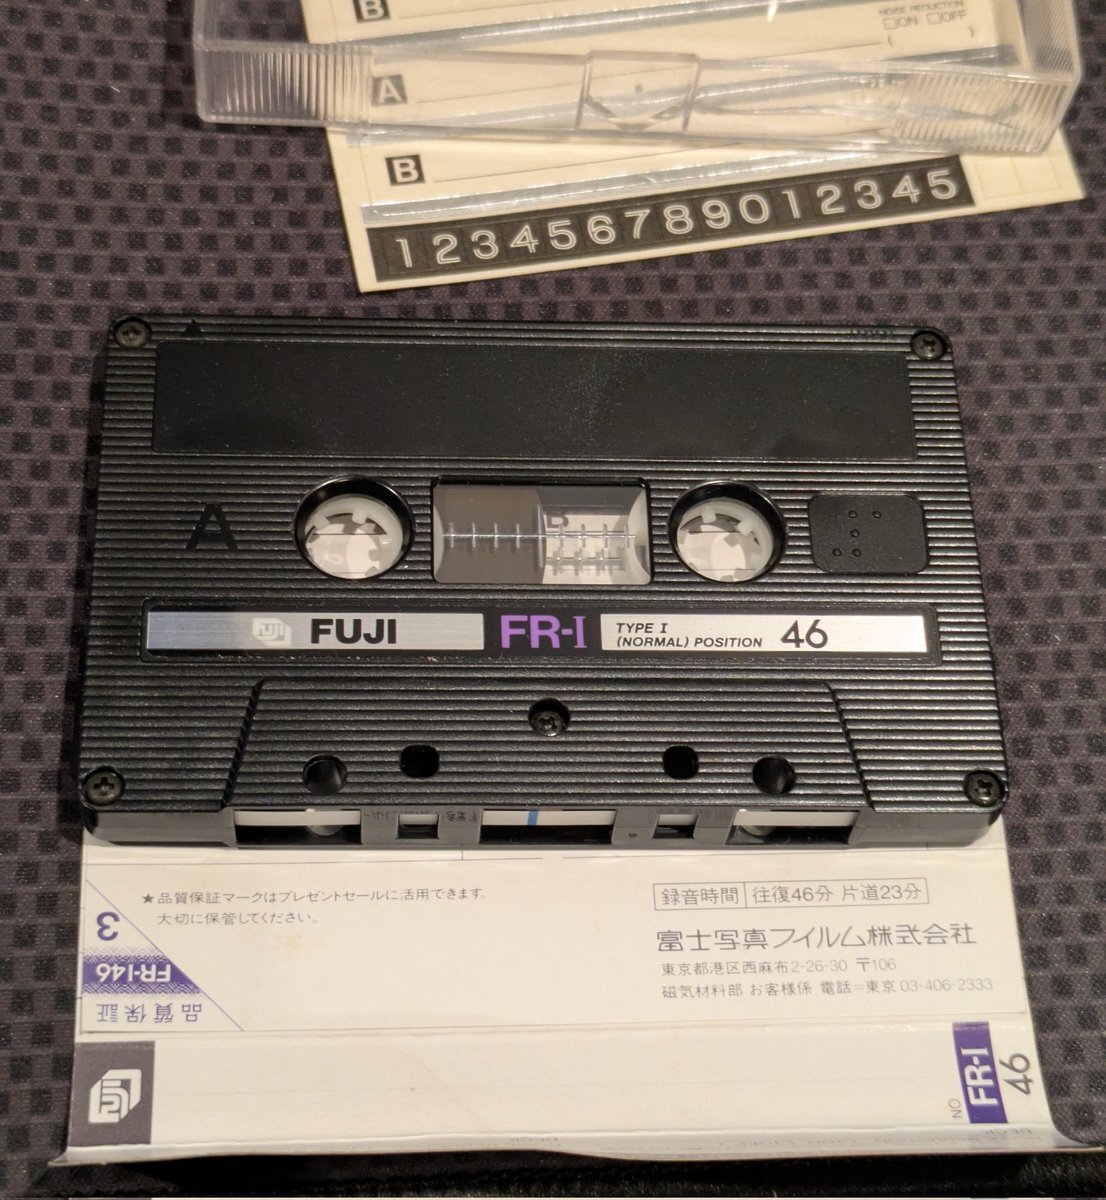 B
NOISE REDUCTION
□ON □OFF
( )
A
B
123456789012345
A
FUJI FR-I TYPE I
(NORMAL) POSITION 46
★品質保証マークはプレゼントセールに活用できます。
大切に保管してください。
録音時間 往復46分 片道23分
富士写真フイルム株式会社
東京都港区西麻布2-26-30 〒106
磁気材料部 お客様係 電話=東京 03-406-2333
3
FR-I46
品質保証
FUJI
NO
FR-I
46